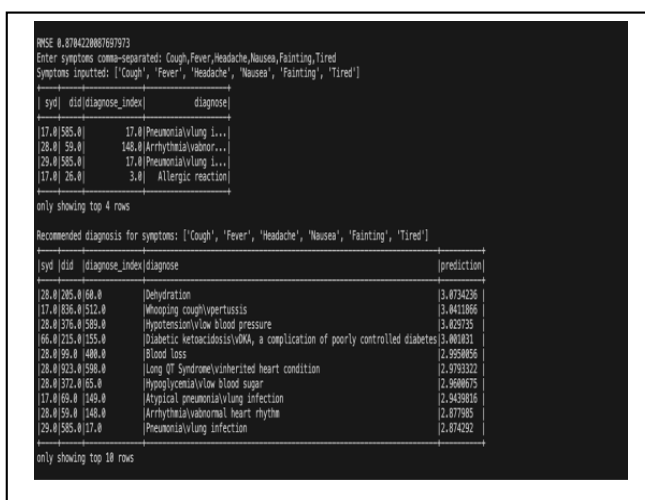 RMSE 0.8704220087697973
Enter symptoms comma-separated: Cough,Fever,Headache,Nausea,Fainting,Tired
Symptoms inputted: ['Cough', 'Fever', 'Headache', 'Nausea', 'Fainting', 'Tired']
| syd| did|diagnose_index| diagnose|
|17.0|585.0| 17.0|Pneumonia\vlung i...|
|28.0| 59.0| 148.0|Arrhythmia\vabnor...|
|29.0|585.0| 17.0|Pneumonia\vlung i...|
|17.0| 26.0| 3.0| Allergic reaction|
only showing top 4 rows
Recommended diagnosis for symptoms: ['Cough', 'Fever', 'Headache', 'Nausea', 'Fainting', 'Tired']
|syd |did |diagnose_index|diagnose |prediction|
|28.0|205.0|60.0 |Dehydration |3.0734236 |
|17.0|836.0|512.0 |Whooping cough\vpertussis |3.0411866 |
|28.0|376.0|589.0 |Hypotension\vlow blood pressure |3.029735 |
|66.0|215.0|155.0 |Diabetic ketoacidosis\vDKA, a complication of poorly controlled diabetes|3.001031 |
|28.0|99.0 |408.0 |Blood loss |2.9950056 |
|28.0|923.0|598.0 |Long QT Syndrome\vinherited heart condition |2.9793322 |
|28.0|372.0|65.0 |Hypoglycemia\vlow blood sugar |2.9600675 |
|17.0|69.0 |149.0 |Atypical pneumonia\vlung infection |2.9439816 |
|28.0|59.0 |148.0 |Arrhythmia\vabnormal heart rhythm |2.877985 |
|29.0|585.0|17.0 |Pneumonia\vlung infection |2.874292 |
only showing top 10 rows